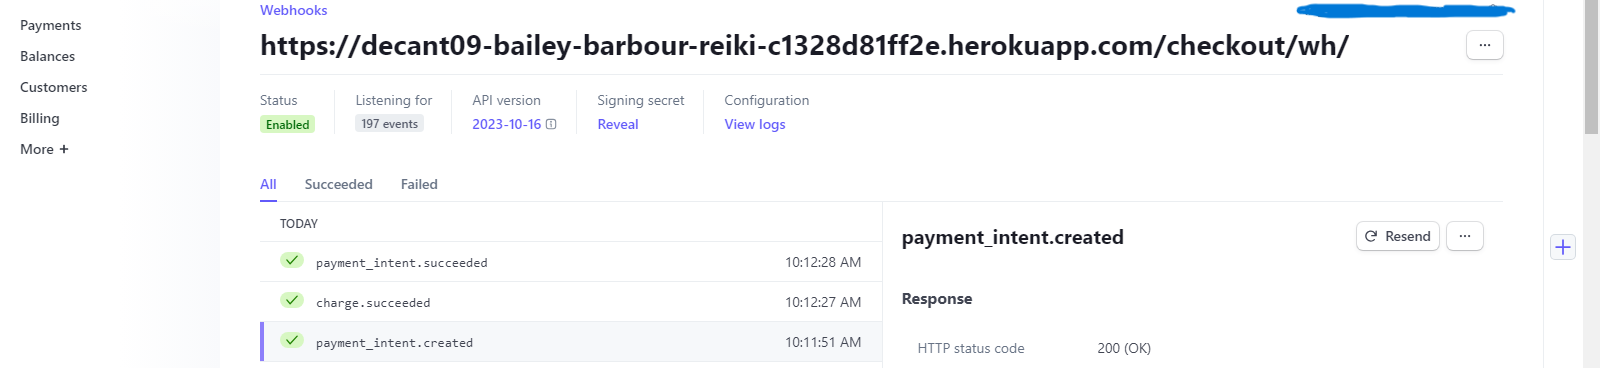 Payments
Balances
Customers
Billing
More +
Webhooks
https://decant09-bailey-barbour-reiki-c1328d81ff2e.herokuapp.com/checkout/wh/
Status
Enabled
Listening for
197 events
API version
2023-10-16
Signing secret
Reveal
Configuration
View logs
All Succeeded Failed
TODAY
payment_intent.succeeded 10:12:28 AM
charge.succeeded 10:12:27 AM
payment_intent.created 10:11:51 AM
payment_intent.created
Resend
Response
HTTP status code 200 (OK)